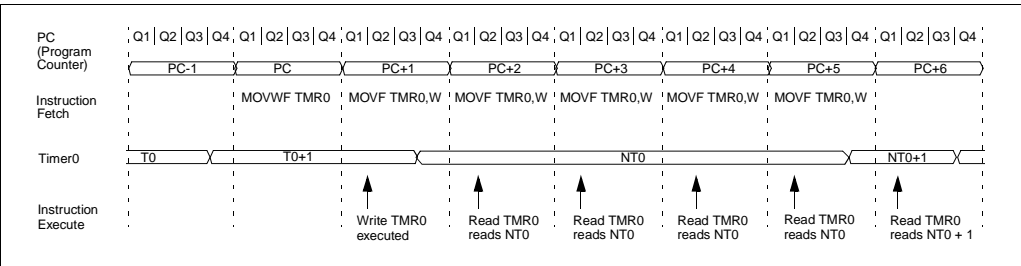 PC
(Program
Counter)
Q1 Q2 Q3 Q4 Q1 Q2 Q3 Q4 Q1 Q2 Q3 Q4 Q1 Q2 Q3 Q4 Q1 Q2 Q3 Q4 Q1 Q2 Q3 Q4 Q1 Q2 Q3 Q4 Q1 Q2 Q3 Q4
PC-1 PC PC+1 PC+2 PC+3 PC+4 PC+5 PC+6
Instruction
Fetch
MOVWF TMR0 MOVF TMR0,W MOVF TMR0,W MOVF TMR0,W MOVF TMR0,W MOVF TMR0,W
Timer0
T0 T0+1 NT0 NT0+1
Instruction
Execute
Write TMR0
executed
Read TMR0
reads NT0
Read TMR0
reads NT0
Read TMR0
reads NT0
Read TMR0
reads NT0
Read TMR0
reads NT0 + 1